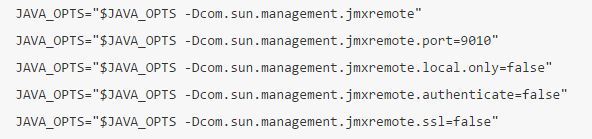 JAVA_OPTS="$JAVA_OPTS -Dcom.sun.management.jmxremote"
JAVA_OPTS="$JAVA_OPTS -Dcom.sun.management.jmxremote.port=9010"
JAVA_OPTS="$JAVA_OPTS -Dcom.sun.management.jmxremote.local.only=false"
JAVA_OPTS="$JAVA_OPTS -Dcom.sun.management.jmxremote.authenticate=false"
JAVA_OPTS="$JAVA_OPTS -Dcom.sun.management.jmxremote.ssl=false"